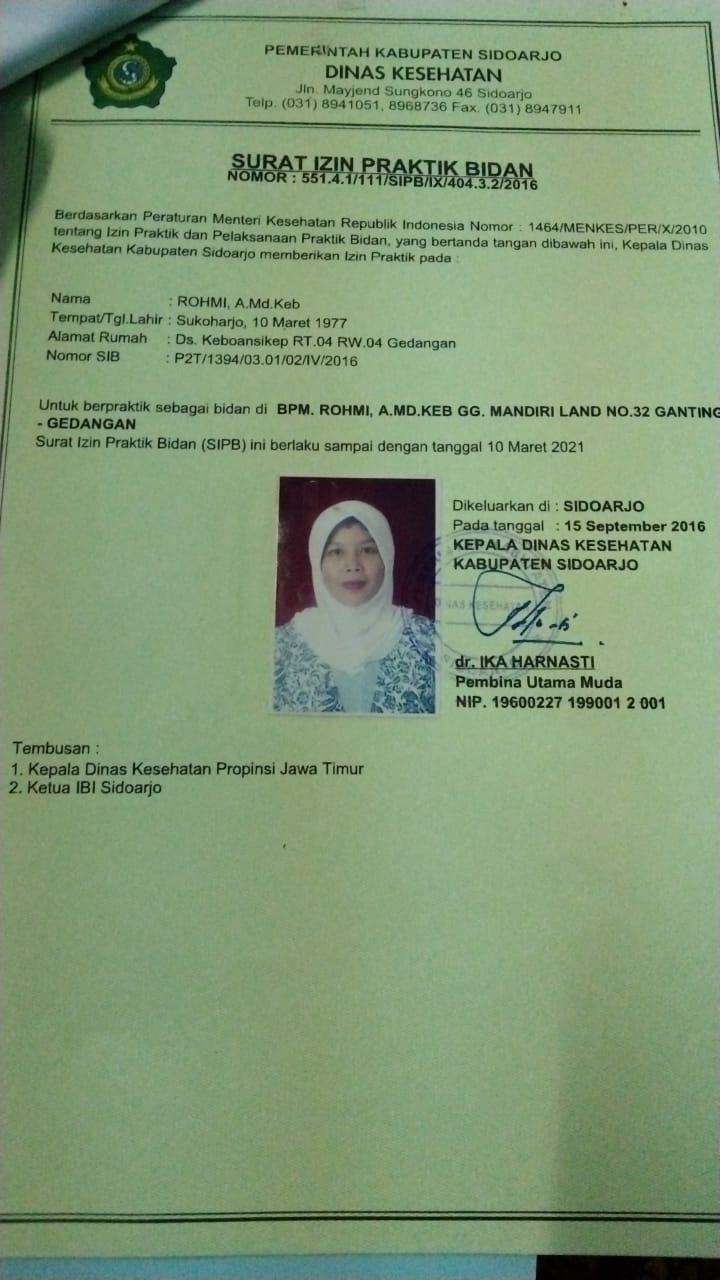 PEMERINTAH KABUPATEN SIDOARJO
DINAS KESEHATAN
Jln. Mayjend Sungkono 46 Sidoarjo
Telp. (031) 8941051, 8968736 Fax. (031) 8947911
SURAT IZIN PRAKTIK BIDAN
NOMOR : 551.4.1/111/SIPB/IX/404.3.2/2016
Berdasarkan Peraturan Menteri Kesehatan Republik Indonesia Nomor : 1464/MENKES/PER/X/2010
tentang Izin Praktik dan Pelaksanaan Praktik Bidan, yang bertanda tangan dibawah ini, Kepala Dinas
Kesehatan Kabupaten Sidoarjo memberikan Izin Praktik pada :
Nama : ROHMI, A.Md.Keb
Tempat/Tgl.Lahir : Sukoharjo, 10 Maret 1977
Alamat Rumah : Ds. Keboansikep RT.04 RW.04 Gedangan
Nomor SIB : P2T/1394/03.01/02/IV/2016
Untuk berpraktik sebagai bidan di BPM. ROHMI, A.MD.KEB GG. MANDIRI LAND NO.32 GANTING
- GEDANGAN
Surat Izin Praktik Bidan (SIPB) ini berlaku sampai dengan tanggal 10 Maret 2021
Dikeluarkan di : SIDOARJO
Pada tanggal : 15 September 2016
KEPALA DINAS KESEHATAN
KABUPATEN SIDOARJO
DINAS KESEHATAN
dr. IKA HARNASTI
Pembina Utama Muda
NIP. 19600227 199001 2 001
Tembusan :
1. Kepala Dinas Kesehatan Propinsi Jawa Timur
2. Ketua IBI Sidoarjo